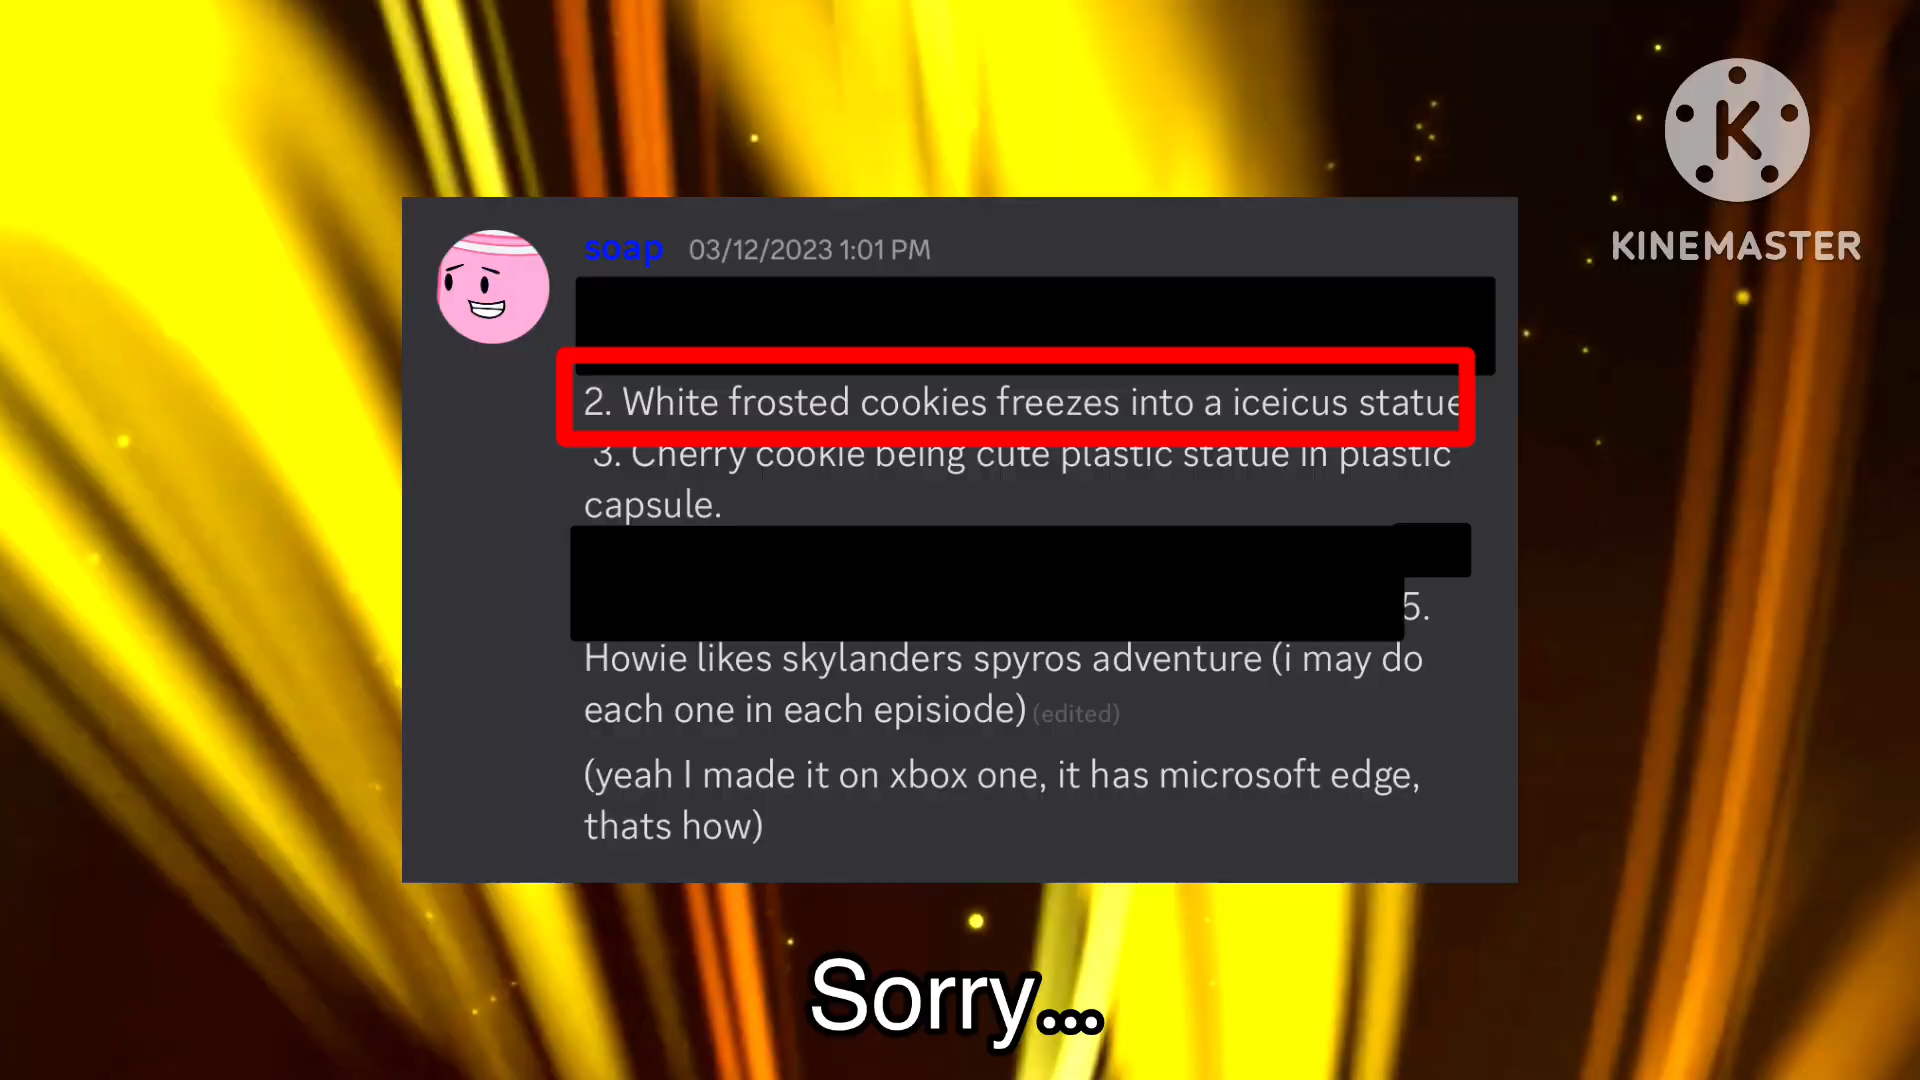 K
KINEMASTER
soap 03/12/2023 1:01 PM
2. White frosted cookies freezes into a iceicus statue
3. Cherry cookie being cute plastic statue in plastic
capsule.
5.
Howie likes skylanders spyros adventure (i may do
each one in each episiode) (edited)
(yeah I made it on xbox one, it has microsoft edge,
thats how)
Sorry...